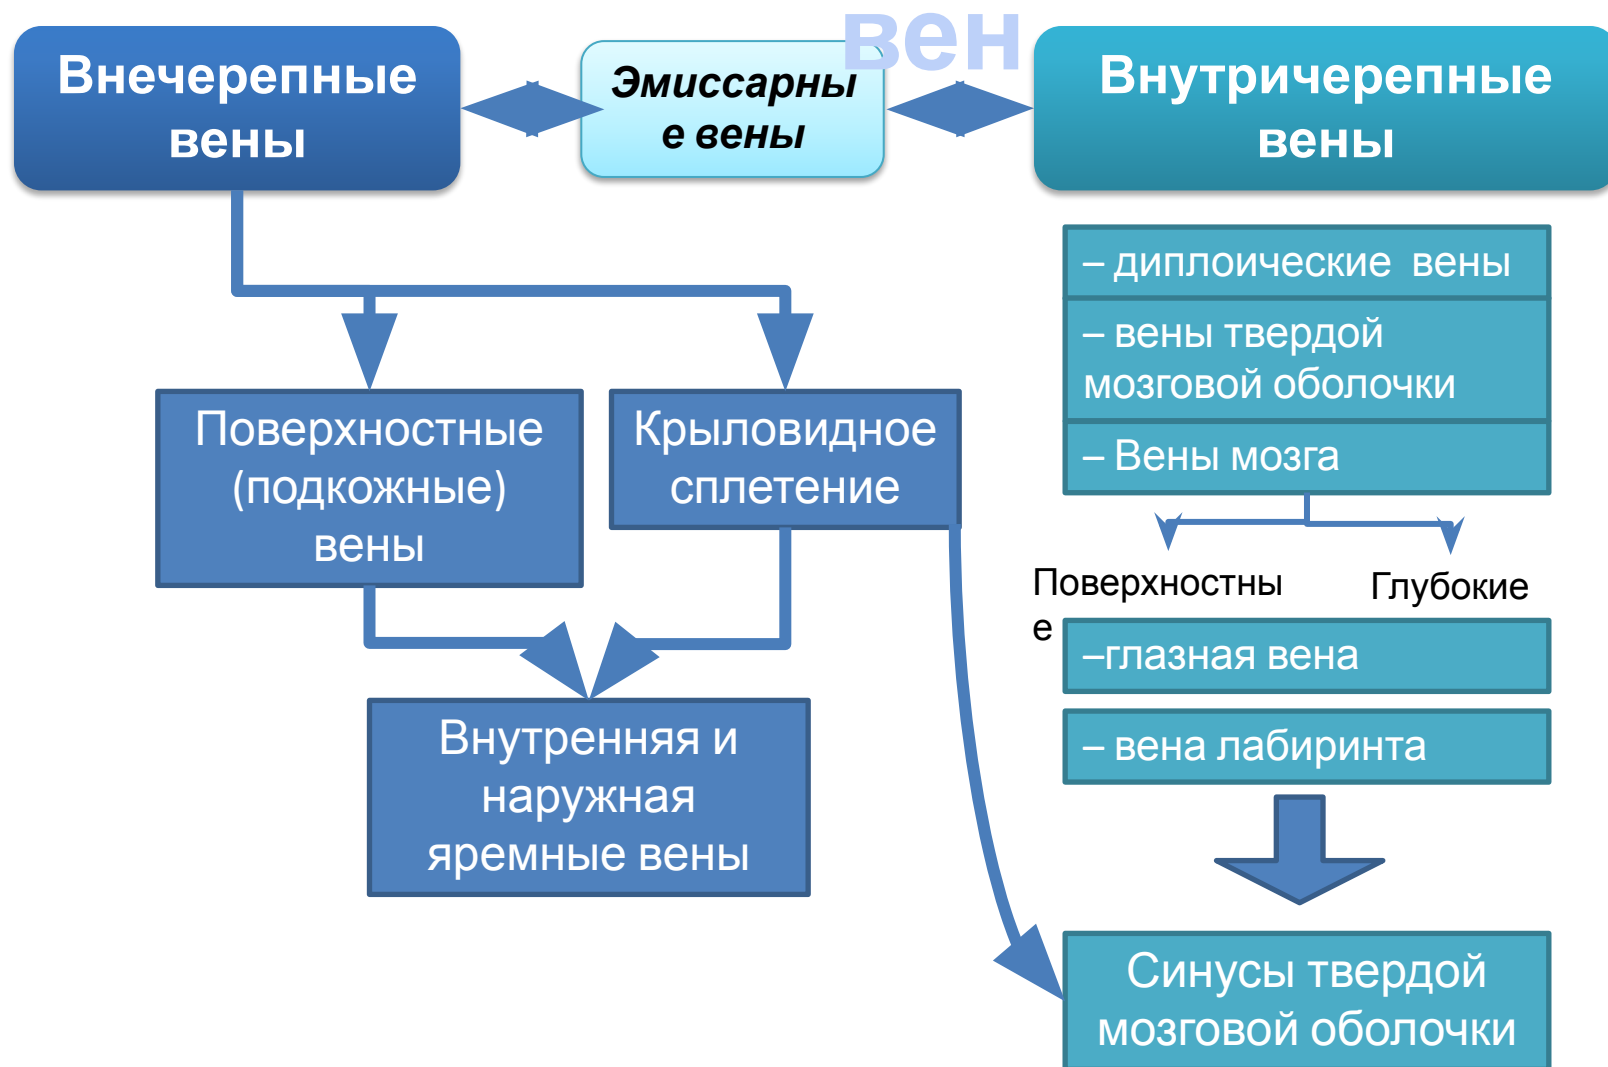 вен
Внечерепные
вены
Эмиссарны
е вены
Внутричерепные
вены
– диплоические вены
– вены твердой
мозговой оболочки
– Вены мозга
Поверхностные
(подкожные)
вены
Крыловидное
сплетение
Поверхностны
е
Глубокие
–глазная вена
– вена лабиринта
Внутренняя и
наружная
яремные вены
Синусы твердой
мозговой оболочки